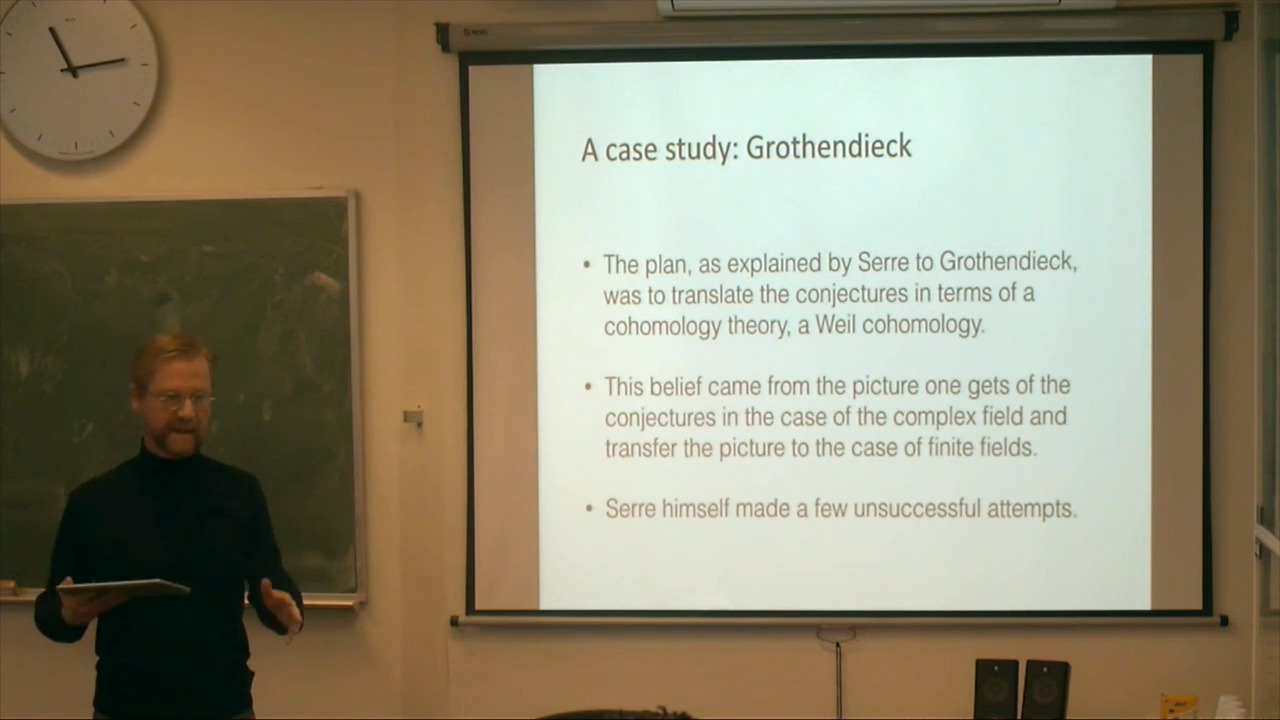 A case study: Grothendieck
• The plan, as explained by Serre to Grothendieck,
was to translate the conjectures in terms of a
cohomology theory, a Weil cohomology.
• This belief came from the picture one gets of the
conjectures in the case of the complex field and
transfer the picture to the case of finite fields.
• Serre himself made a few unsuccessful attempts.